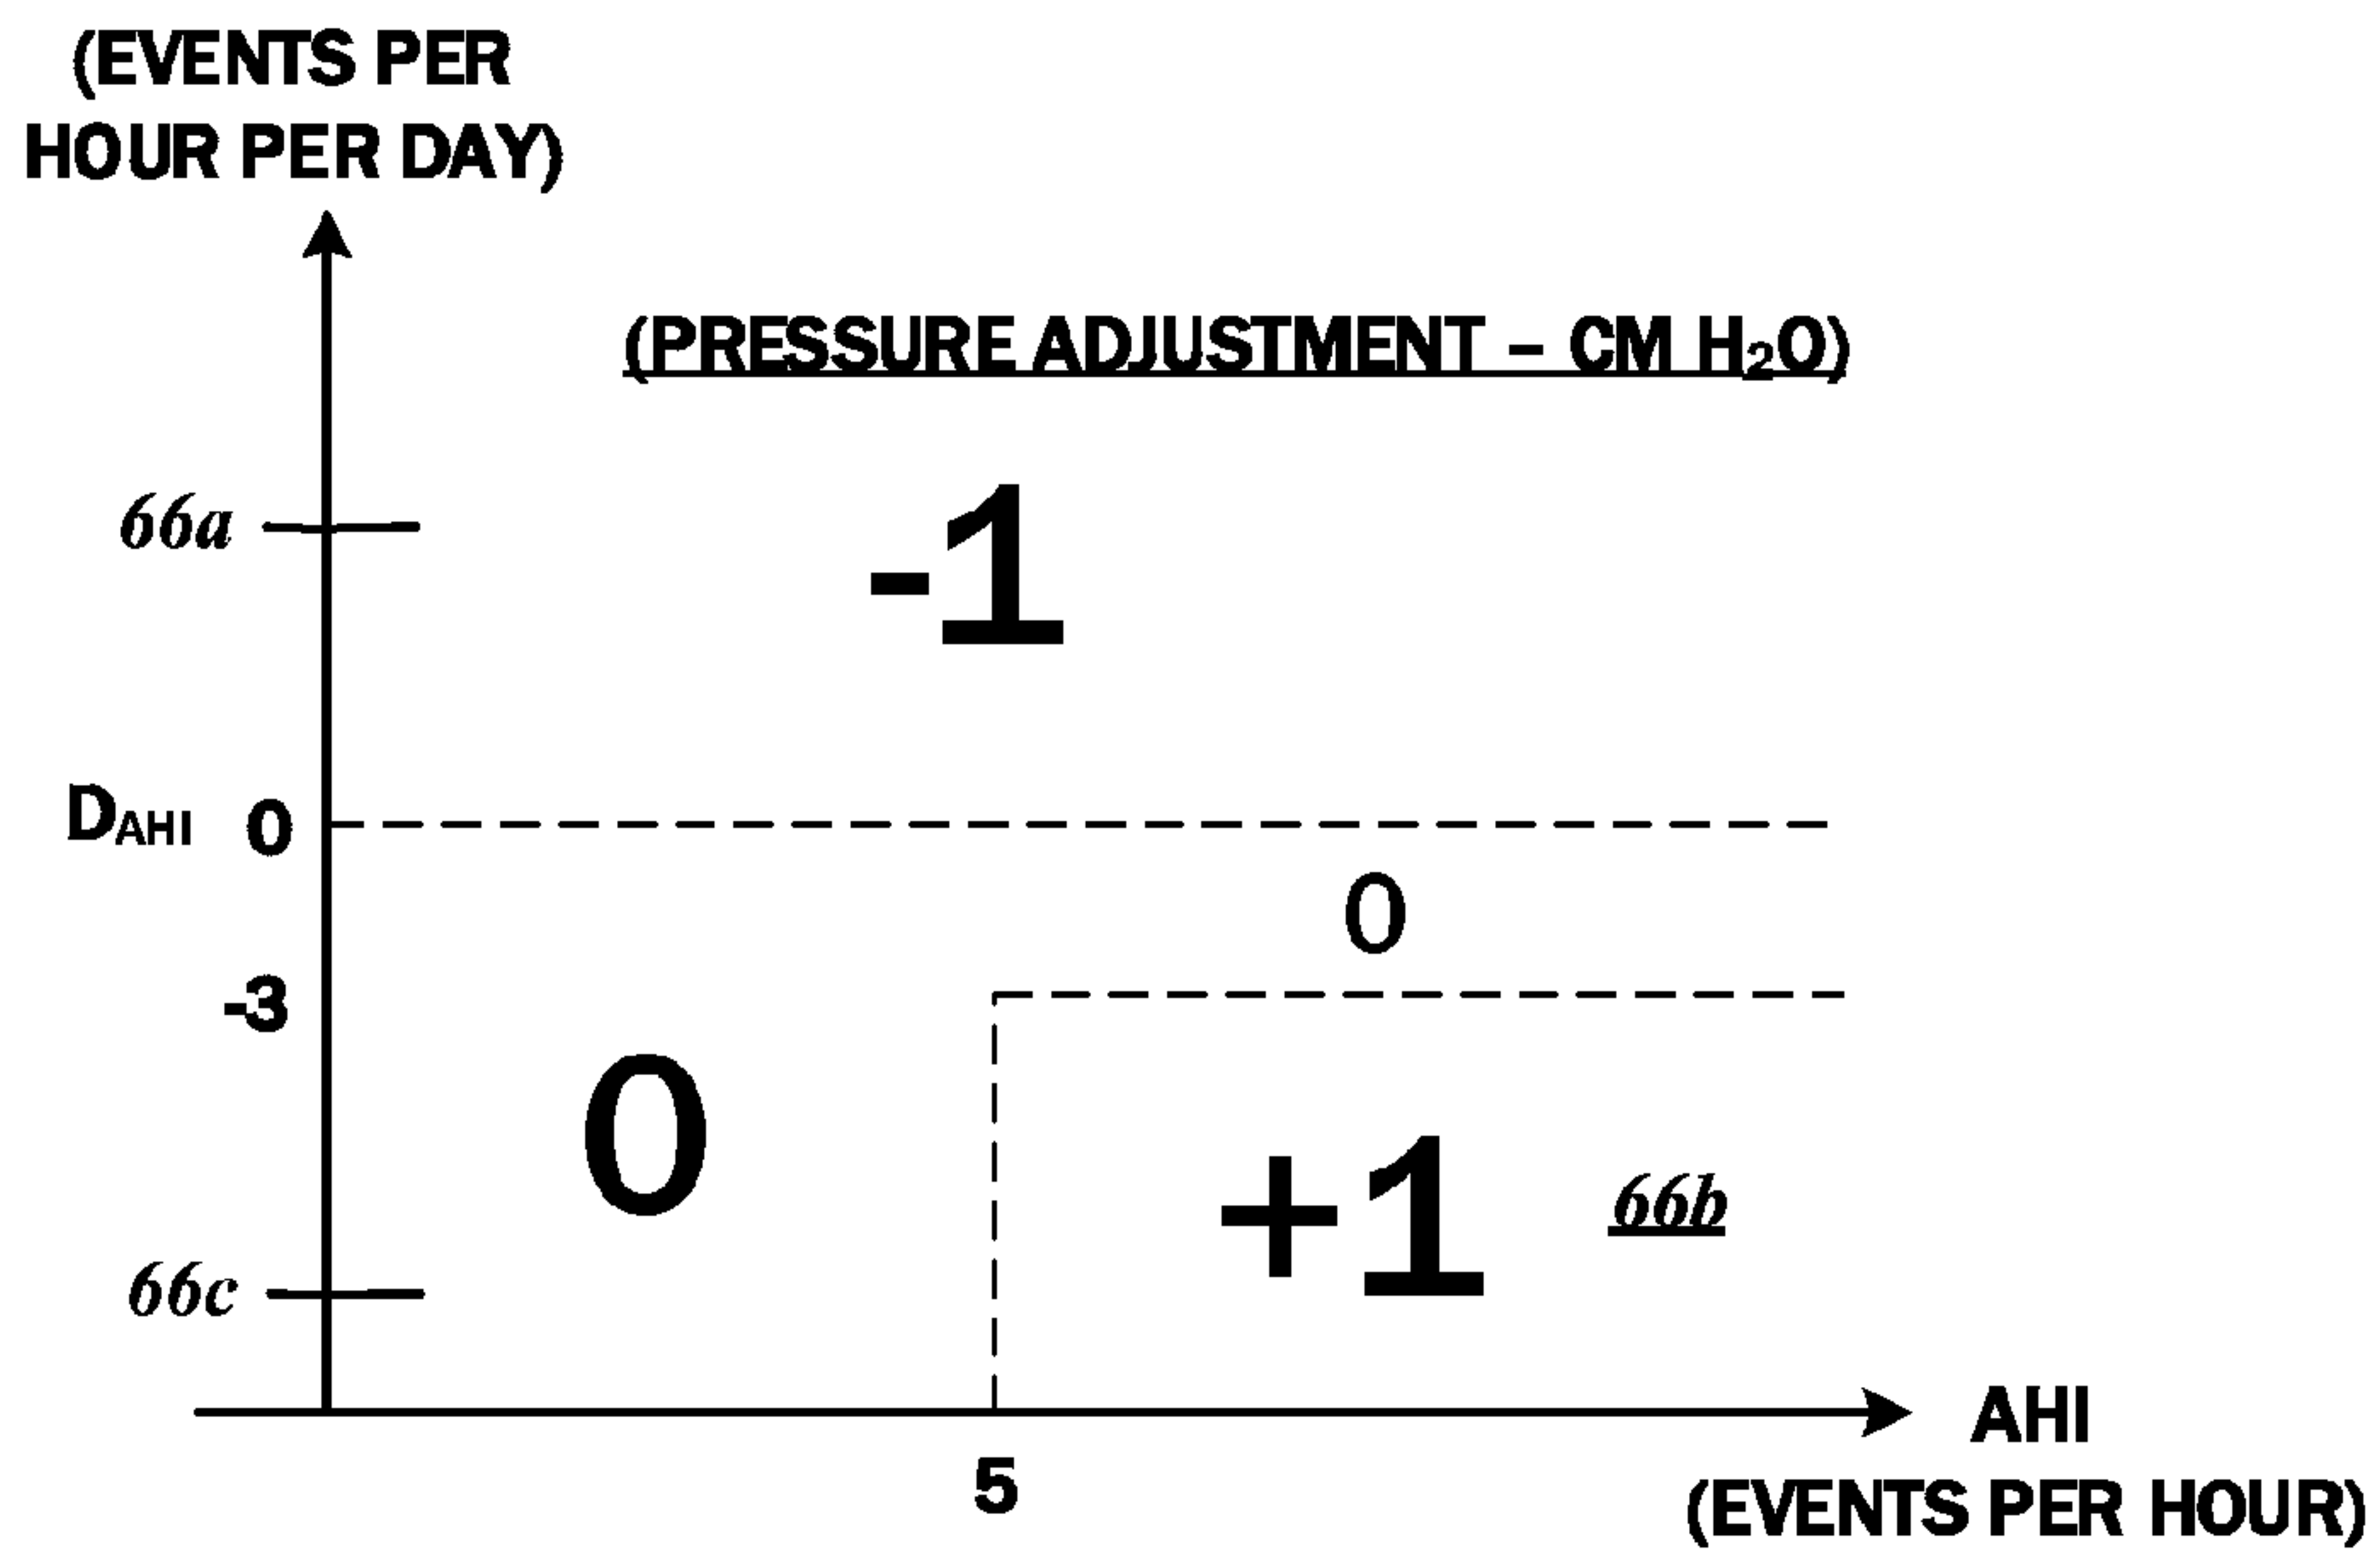 (EVENTS PER
HOUR PER DAY)
(PRESSURE ADJUSTMENT – CM H₂O)
66a
-1
DAHI 0
0
-3
0
+1 66b
66c
AHI
5
(EVENTS PER HOUR)